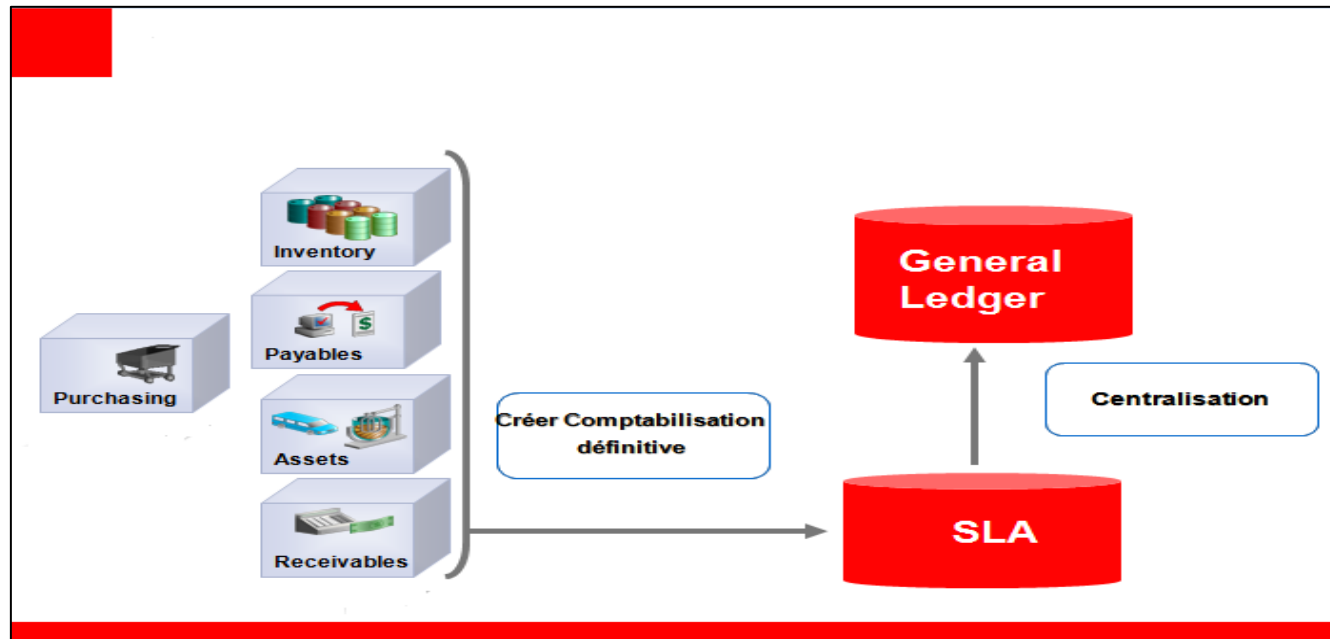 Inventory
Payables
Purchasing
Assets
Receivables
Créer Comptabilisation
définitive
General
Ledger
Centralisation
SLA